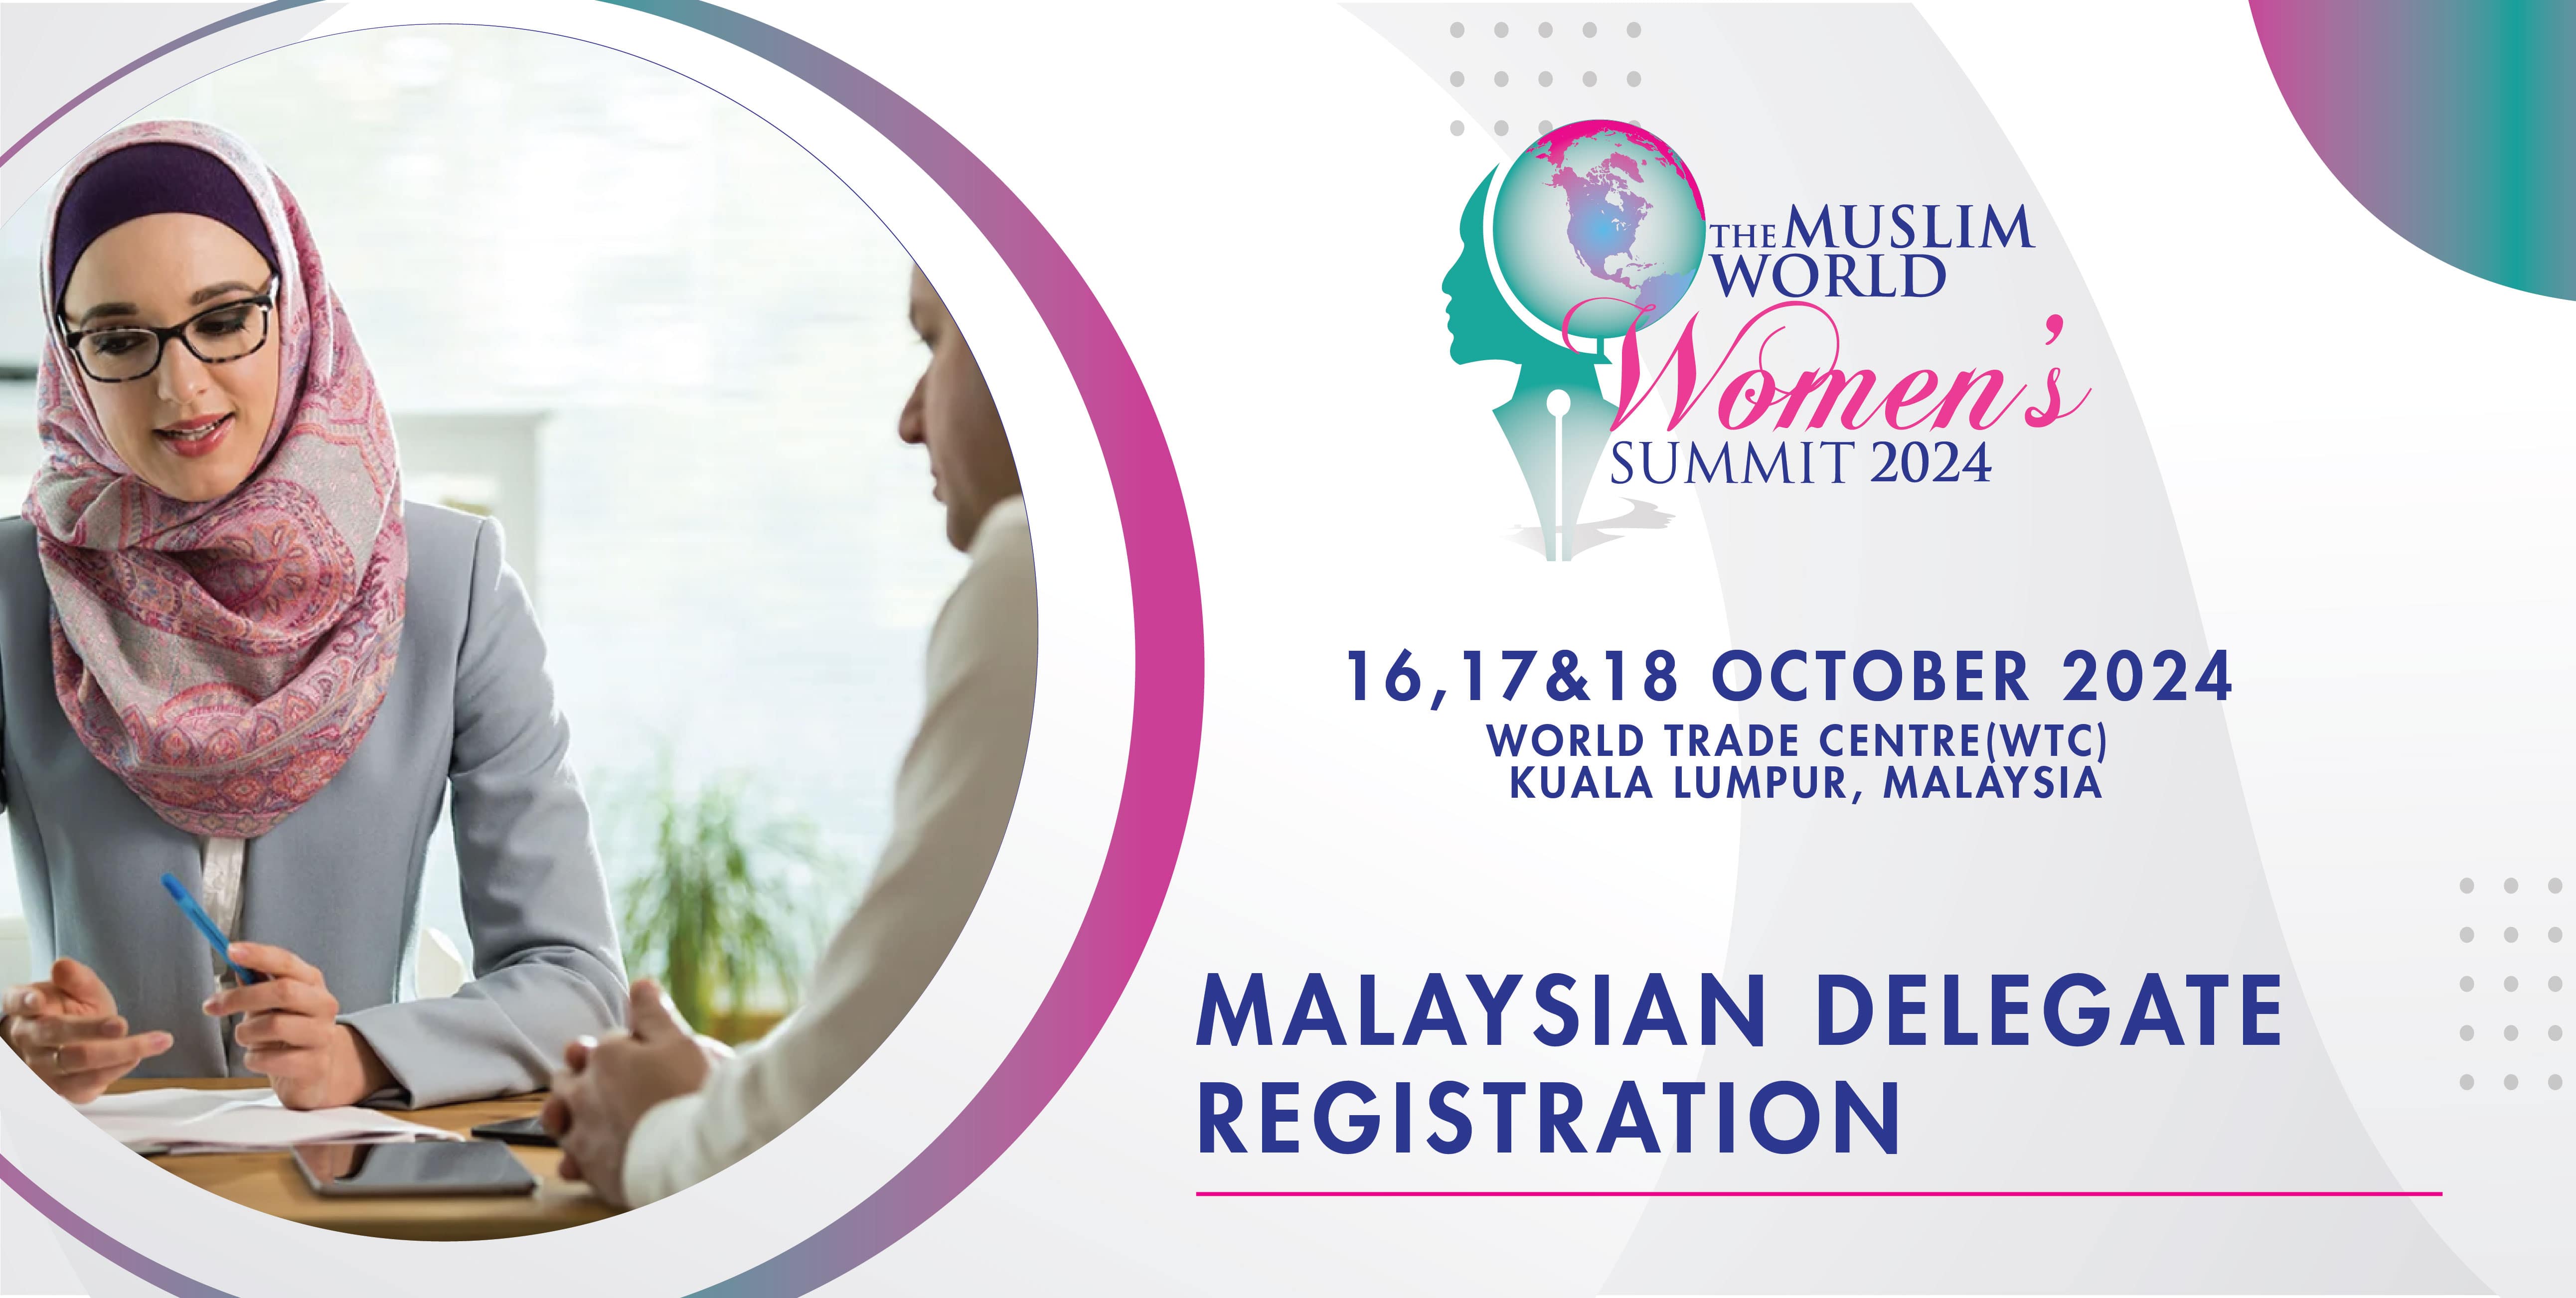 THE MUSLIM
WORLD
Women's
SUMMIT 2024
16,17&18 OCTOBER 2024
WORLD TRADE CENTRE(WTC)
KUALA LUMPUR, MALAYSIA
MALAYSIAN DELEGATE
REGISTRATION